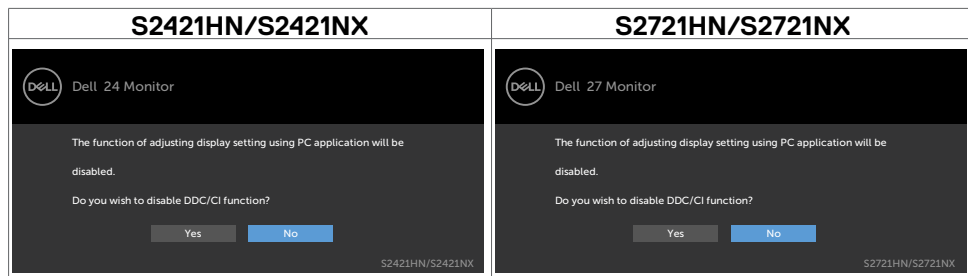 S2421HN/S2421NX
S2721HN/S2721NX
DELL
Dell 24 Monitor
The function of adjusting display setting using PC application will be
disabled.
Do you wish to disable DDC/CI function?
Yes
No
S2421HN/S2421NX
DELL
Dell 27 Monitor
The function of adjusting display setting using PC application will be
disabled.
Do you wish to disable DDC/CI function?
Yes
No
S2721HN/S2721NX